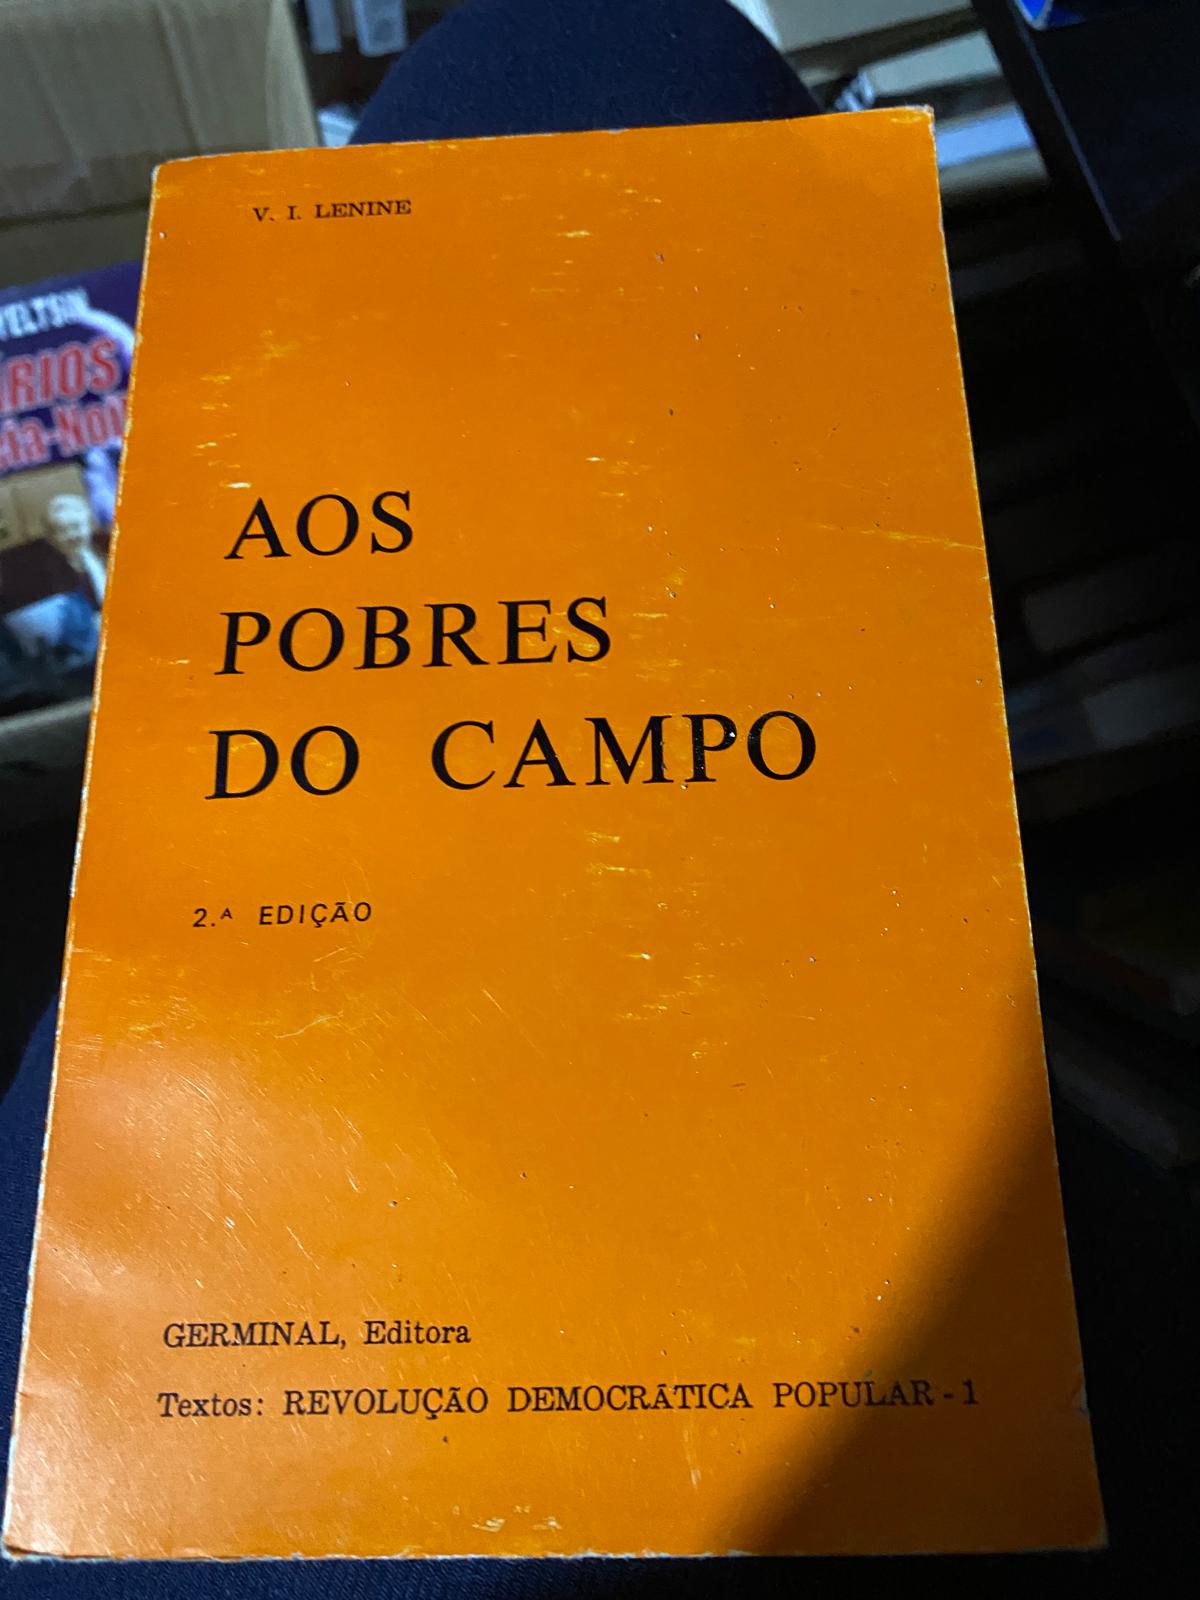 V. I. LENINE
AOS
POBRES
DO CAMPO
2.ᴬ EDIÇÃO
GERMINAL, Editora
Textos: REVOLUÇÃO DEMOCRÁTICA POPULAR - 1